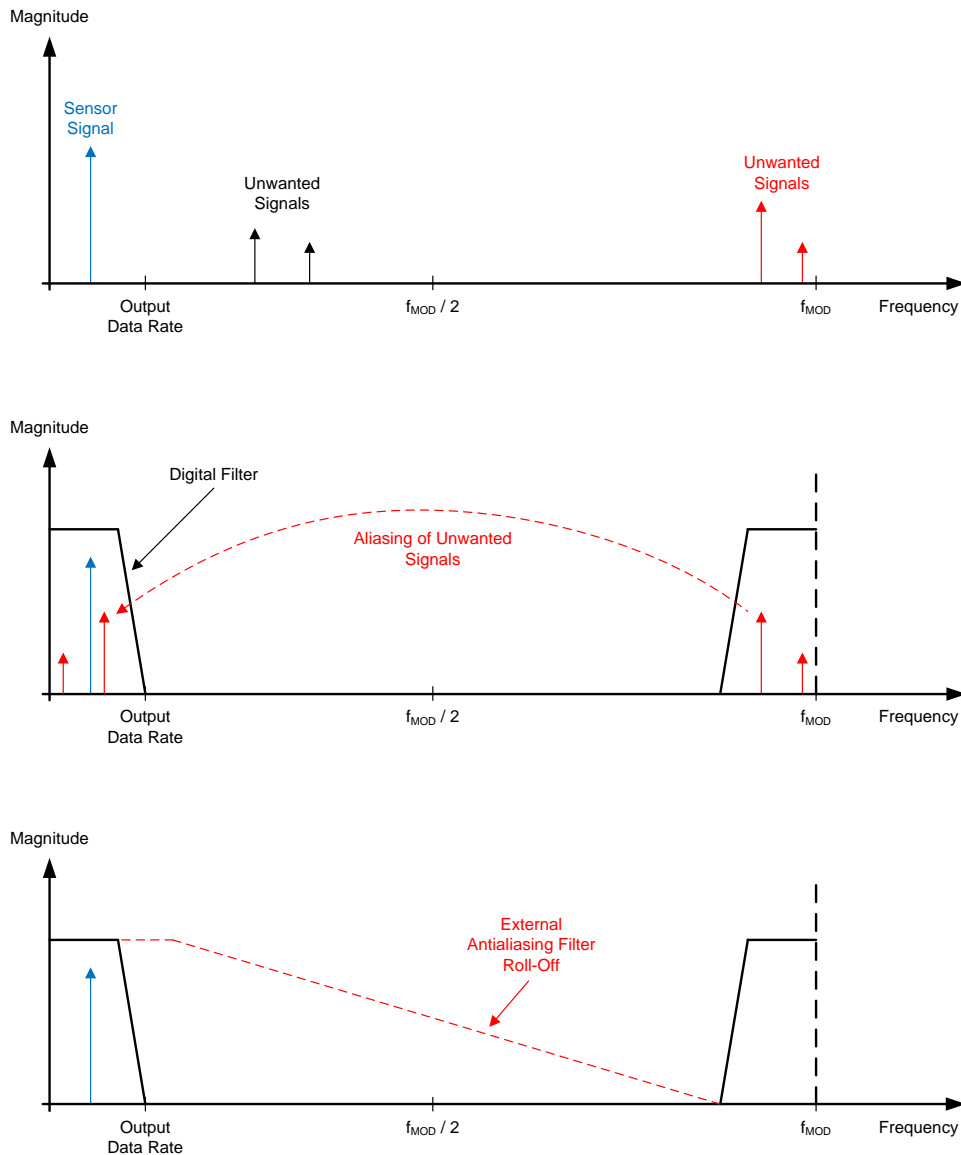 Magnitude
Sensor
Signal
Unwanted
Signals
Unwanted
Signals
Output
Data Rate
fMOD / 2
fMOD
Frequency
Magnitude
Digital Filter
Aliasing of Unwanted
Signals
Output
Data Rate
fMOD / 2
fMOD
Frequency
Magnitude
External
Antialiasing Filter
Roll-Off
Output
Data Rate
fMOD / 2
fMOD
Frequency